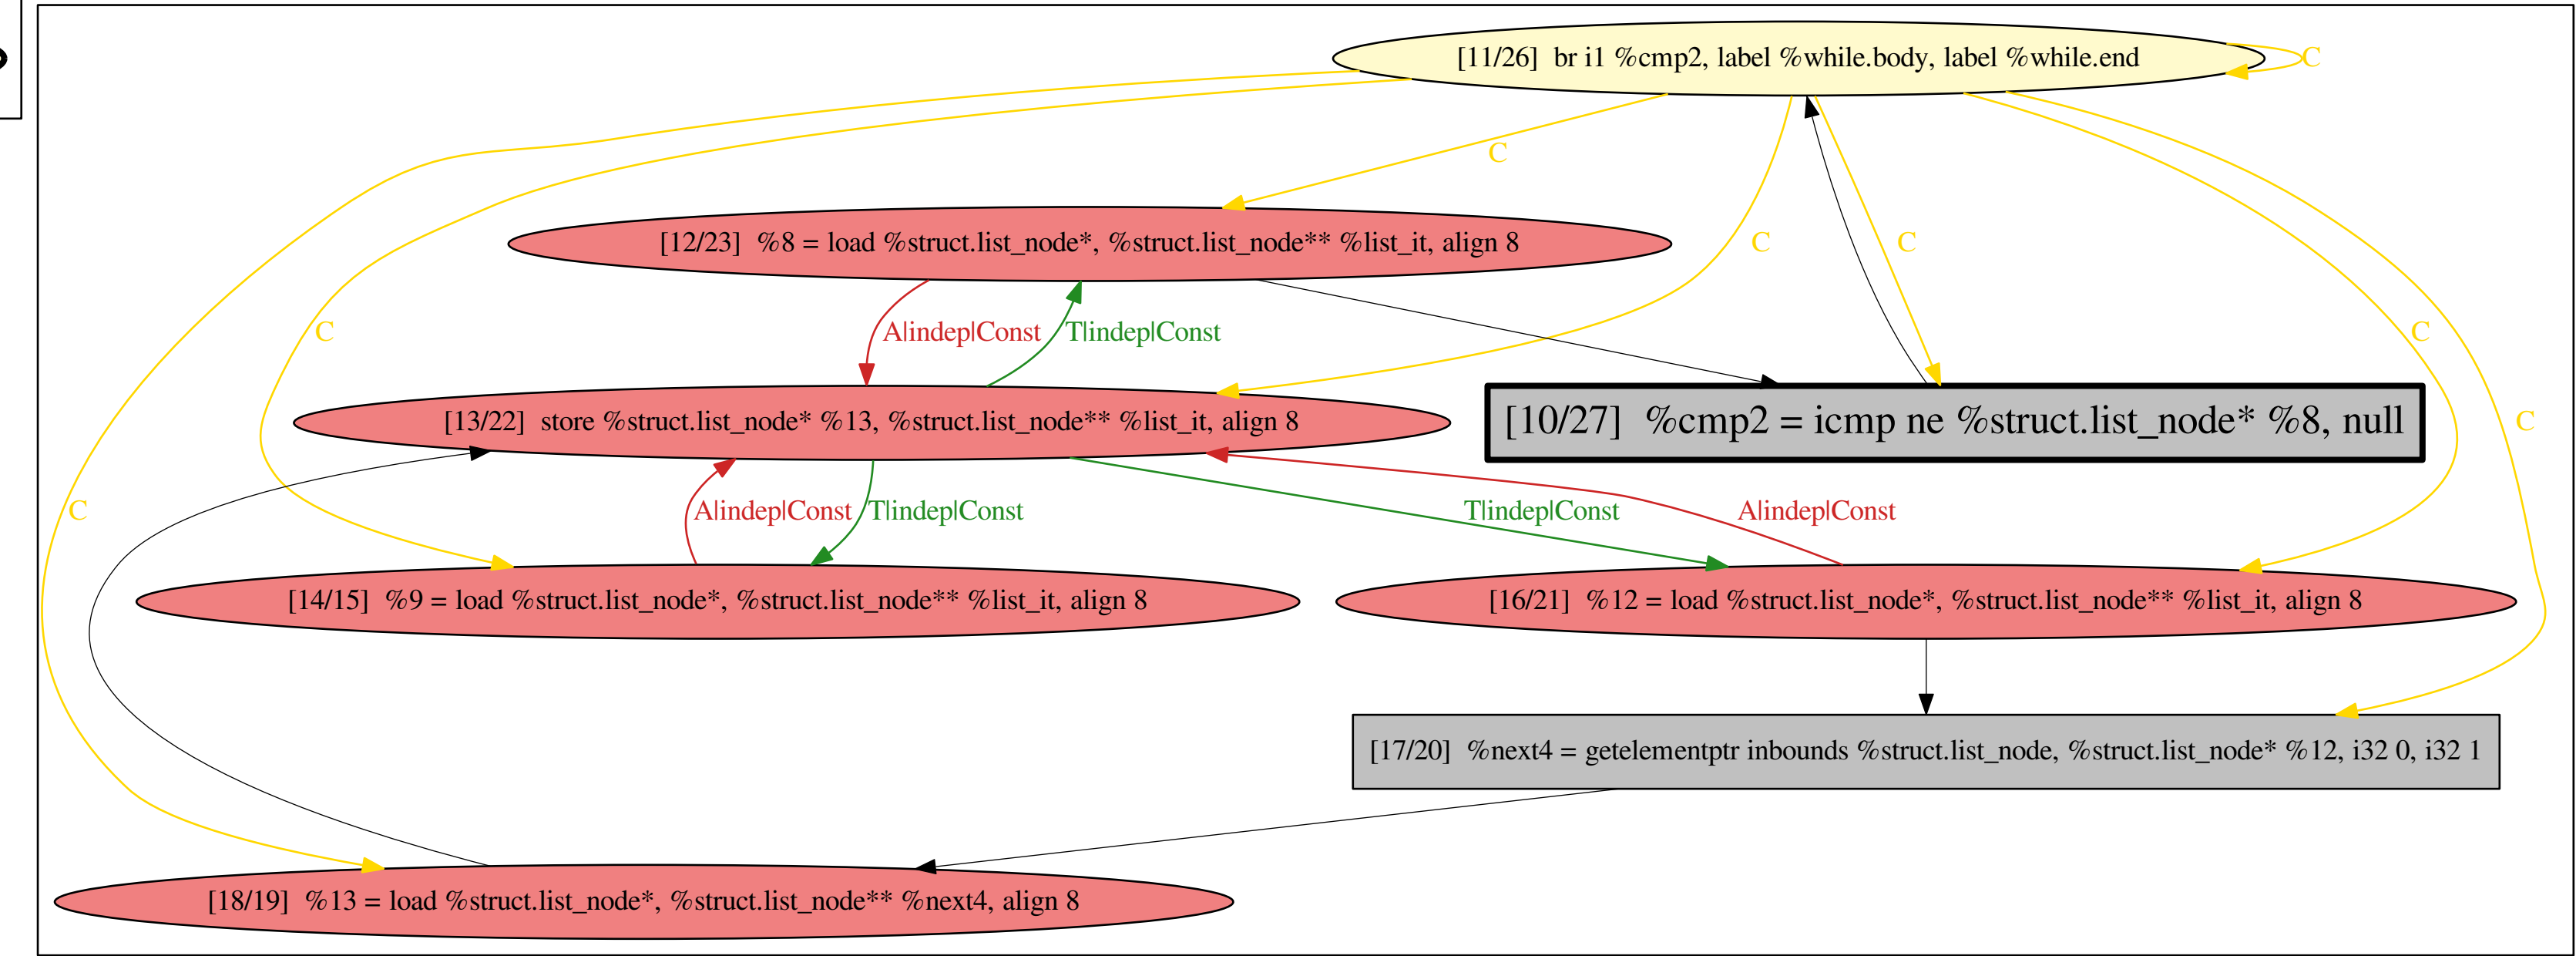 [11/26] br i1 %cmp2, label %while.body, label %while.end
C
C
[12/23] %8 = load %struct.list_node*, %struct.list_node** %list_it, align 8
C
C
C
A|indep|Const
T|indep|Const
C
[13/22] store %struct.list_node* %13, %struct.list_node** %list_it, align 8
[10/27] %cmp2 = icmp ne %struct.list_node* %8, null
C
C
A|indep|Const
T|indep|Const
T|indep|Const
A|indep|Const
[14/15] %9 = load %struct.list_node*, %struct.list_node** %list_it, align 8
[16/21] %12 = load %struct.list_node*, %struct.list_node** %list_it, align 8
[17/20] %next4 = getelementptr inbounds %struct.list_node, %struct.list_node* %12, i32 0, i32 1
[18/19] %13 = load %struct.list_node*, %struct.list_node** %next4, align 8